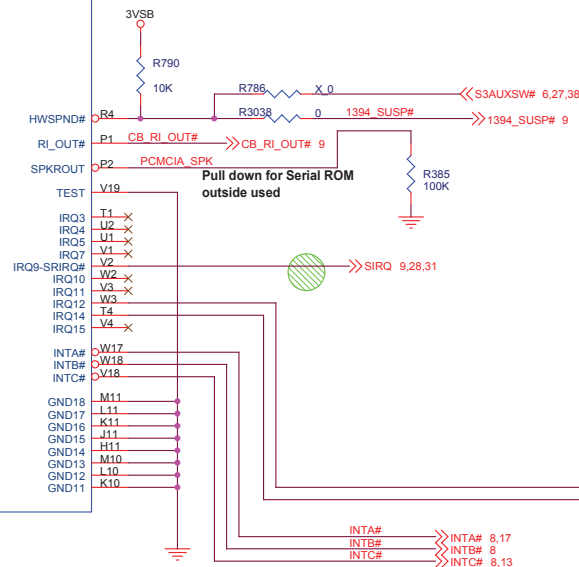 3VSB
R790
10K
R786 X_0 S3AUXSW# 6,27,38
HWSPND# R4 R3038 0 1394_SUSP# 1394_SUSP# 9
RI_OUT# P1 CB_RI_OUT# CB_RI_OUT# 9
SPKROUT P2 PCMCIA_SPK
Pull down for Serial ROM
outside used
R385
100K
TEST V19
IRQ3 T1
IRQ4 U2
IRQ5 U1
IRQ7 V1
IRQ9-SRIRQ# V2 SIRQ 9,28,31
IRQ10 W2
IRQ11 V3
IRQ12 W3
IRQ14 T4
IRQ15 V4
INTA# W17
INTB# W18
INTC# V18
GND18 M11
GND17 L11
GND16 K11
GND15 J11
GND14 H11
GND13 M10
GND12 L10
GND11 K10
INTA# INTA# 8,17
INTB# INTB# 8
INTC# INTC# 8,13